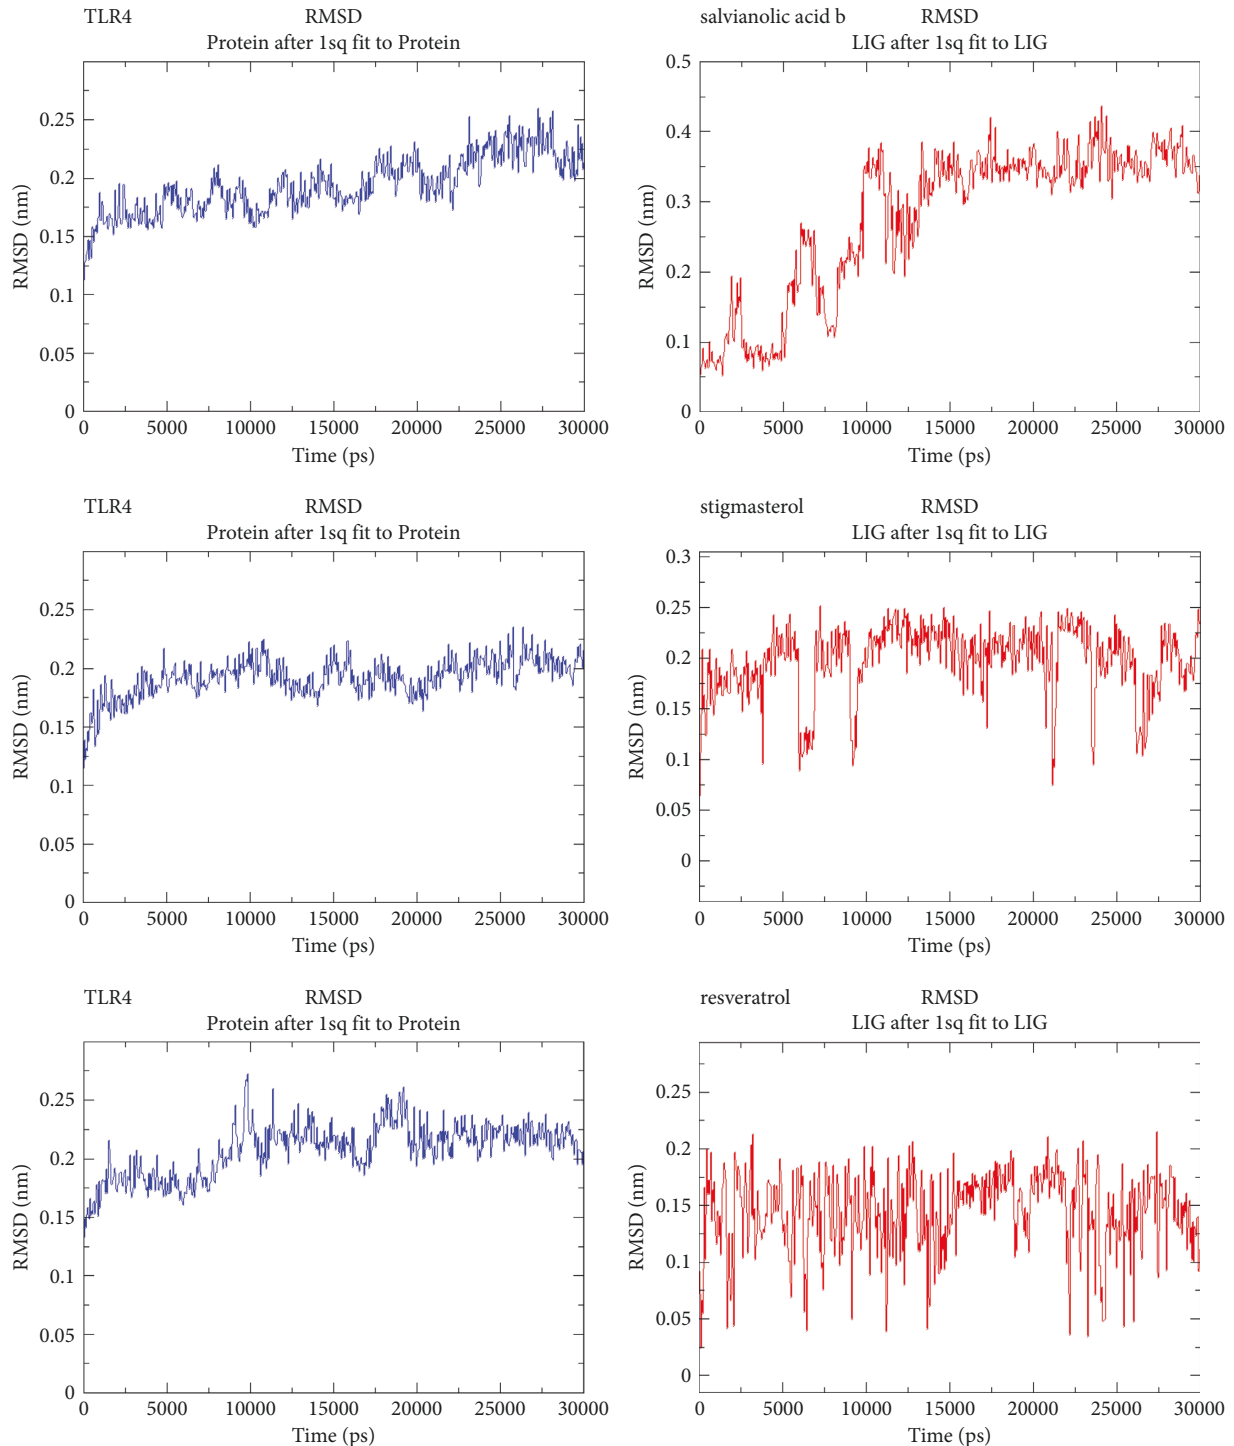 TLR4 RMSD
Protein after 1sq fit to Protein
0.25
0.2
0.15
0.1
0.05
0
RMSD (nm)
0 5000 10000 15000 20000 25000 30000
Time (ps)
salvianolic acid b RMSD
LIG after 1sq fit to LIG
0.5
0.4
0.3
0.2
0.1
0
RMSD (nm)
0 5000 10000 15000 20000 25000 30000
Time (ps)
TLR4 RMSD
Protein after 1sq fit to Protein
0.25
0.2
0.15
0.1
0.05
0
RMSD (nm)
0 5000 10000 15000 20000 25000 30000
Time (ps)
stigmasterol RMSD
LIG after 1sq fit to LIG
0.3
0.25
0.2
0.15
0.1
0.05
0
RMSD (nm)
0 5000 10000 15000 20000 25000 30000
Time (ps)
TLR4 RMSD
Protein after 1sq fit to Protein
0.25
0.2
0.15
0.1
0.05
0
RMSD (nm)
0 5000 10000 15000 20000 25000 30000
Time (ps)
resveratrol RMSD
LIG after 1sq fit to LIG
0.25
0.2
0.15
0.1
0.05
0
RMSD (nm)
0 5000 10000 15000 20000 25000 30000
Time (ps)